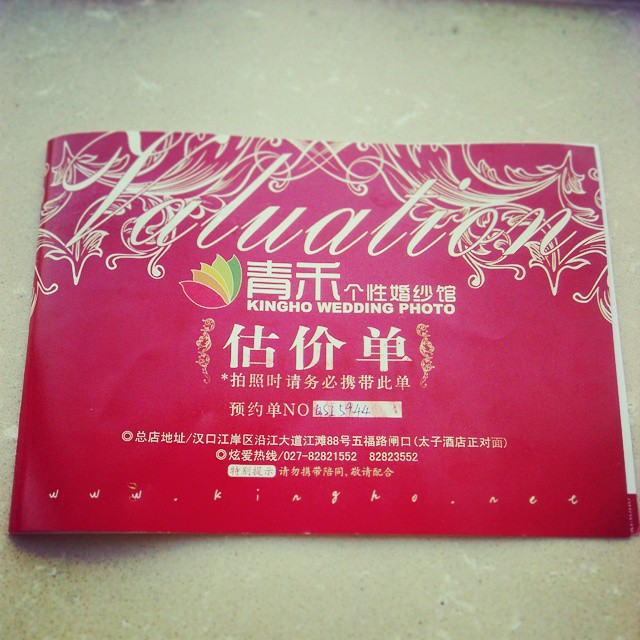 Valuation
青禾个性婚纱馆
KINGHO WEDDING PHOTO
估价单
*拍照时请务必携带此单
预约单NO
◎总店地址/汉口江岸区沿江大道江滩88号五福路闸口(太子酒店正对面)
◎炫爱热线/027-82821552 82823552
特别提示 请勿携带陪同,敬请配合
www.kingho.net